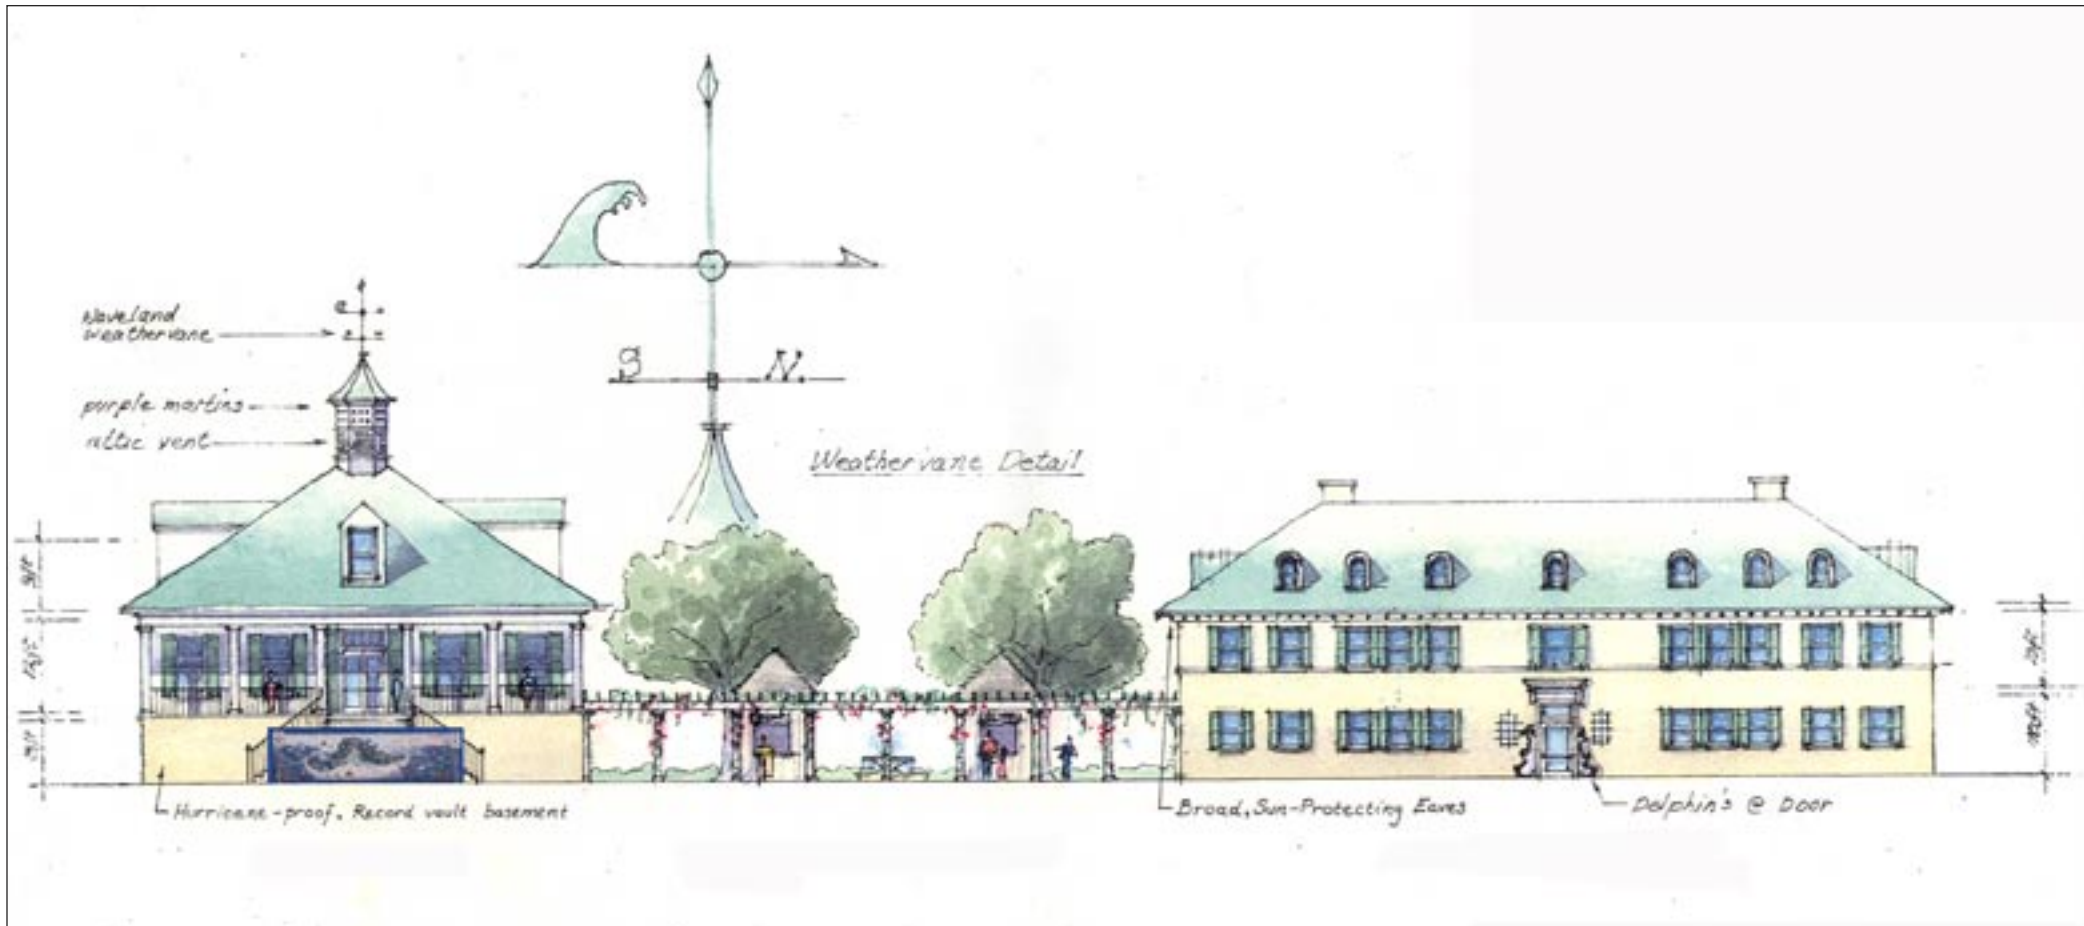 Waveland
weathervane
purple martins
attic vent
S N.
Weathervane Detail
Hurricane-proof, Record vault basement
Broad, Sun-Protecting Eaves
Dolphin's @ Door